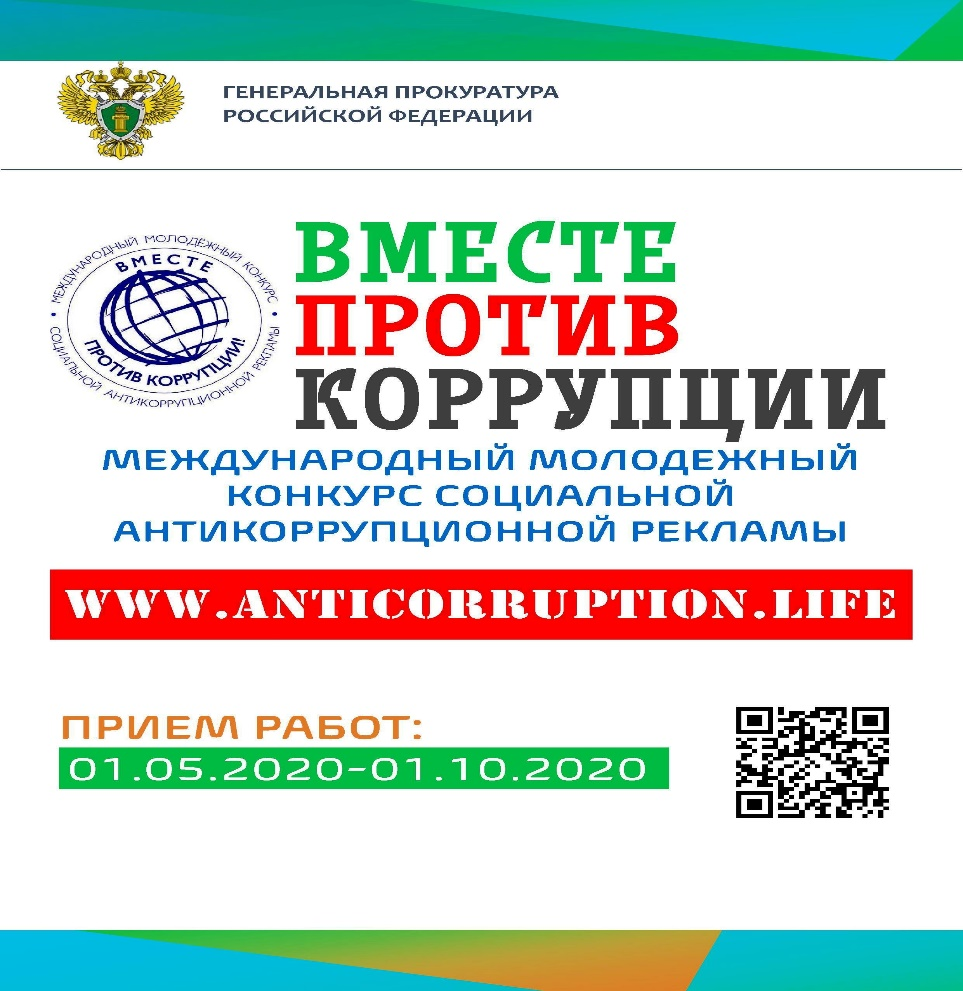 ГЕНЕРАЛЬНАЯ ПРОКУРАТУРА
РОССИЙСКОЙ ФЕДЕРАЦИИ
МЕЖДУНАРОДНЫЙ МОЛОДЁЖНЫЙ КОНКУРС
СОЦИАЛЬНОЙ АНТИКОРРУПЦИОННОЙ РЕКЛАМЫ
ВМЕСТЕ
ПРОТИВ КОРРУПЦИИ!
ВМЕСТЕ
ПРОТИВ
КОРРУПЦИИ
МЕЖДУНАРОДНЫЙ МОЛОДЕЖНЫЙ
КОНКУРС СОЦИАЛЬНОЙ
АНТИКОРРУПЦИОННОЙ РЕКЛАМЫ
WWW.ANTICORRUPTION.LIFE
ПРИЕМ РАБОТ:
01.05.2020-01.10.2020